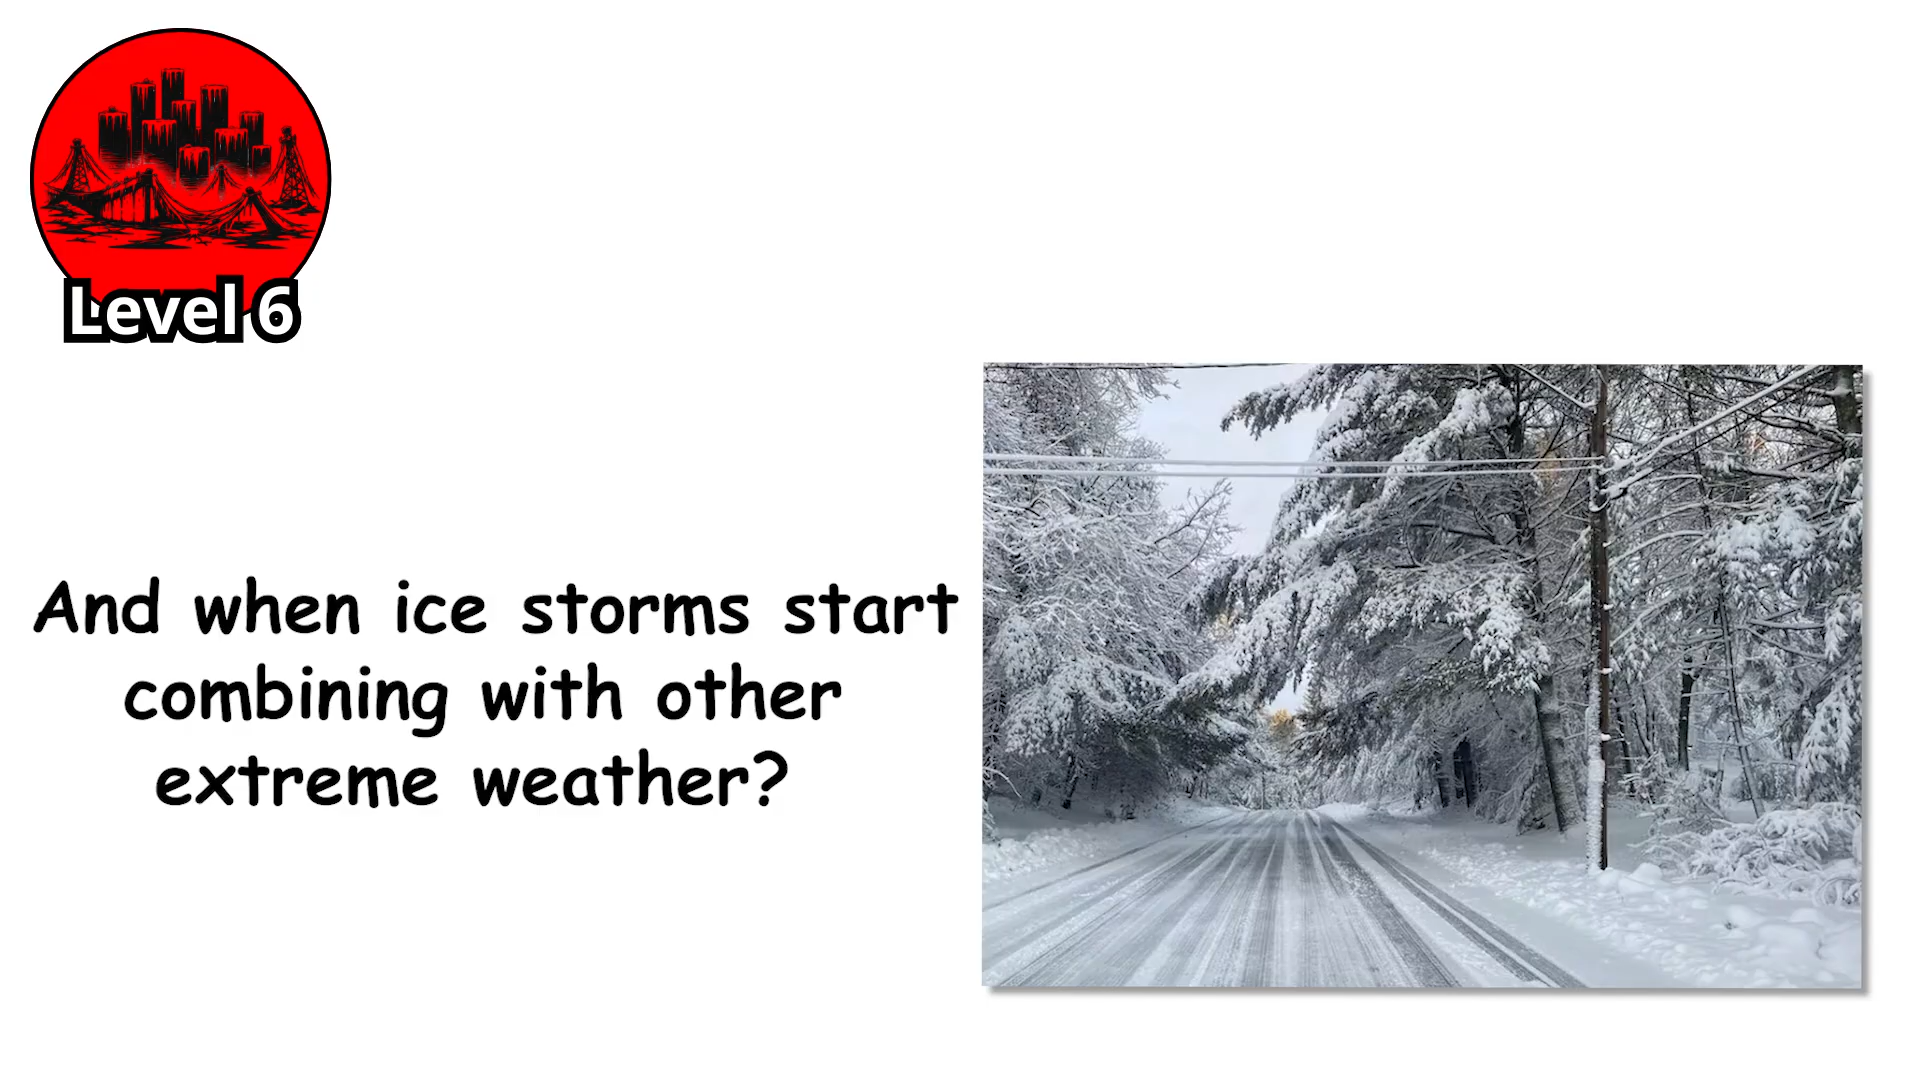 Level 6
And when ice storms start
combining with other
extreme weather?